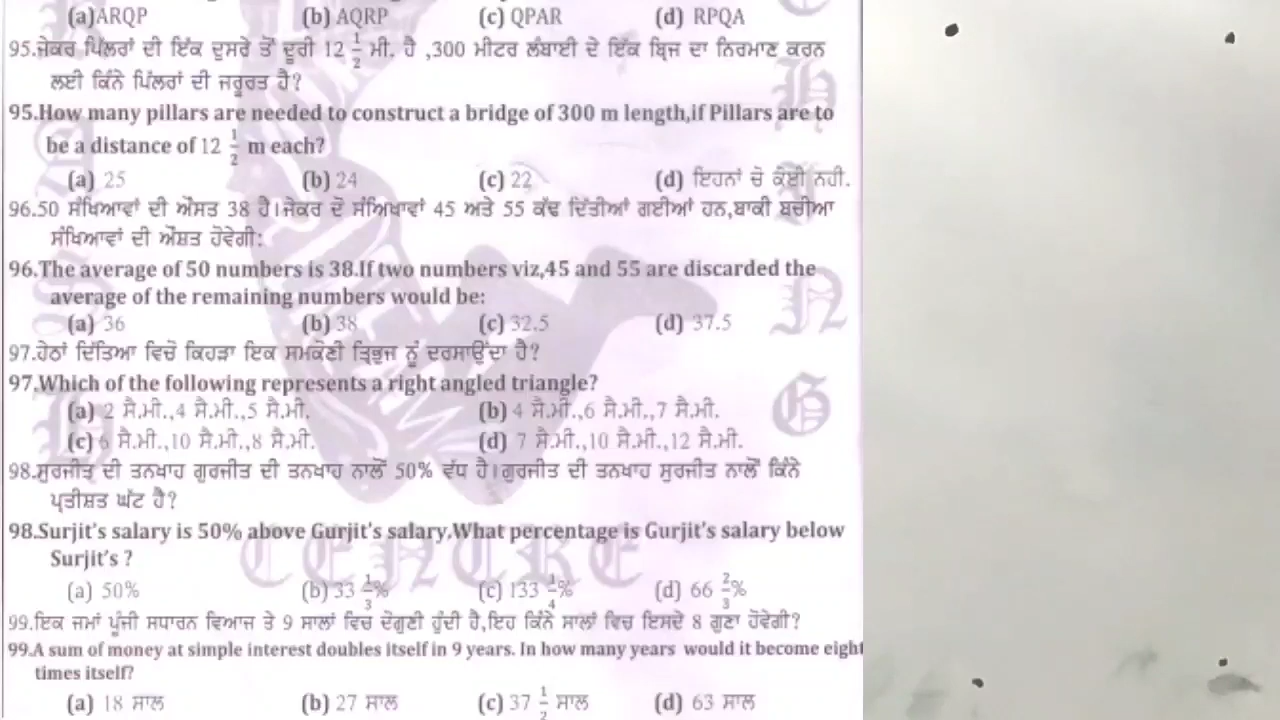 (a)ARQP (b) AQRP (c) QPAR (d) RPQA
95.ਜੇਕਰ ਪਿੱਲਰਾਂ ਦੀ ਇੱਕ ਦੂਸਰੇ ਤੋਂ ਦੂਰੀ 12 1/2 ਮੀ. ਹੈ ,300 ਮੀਟਰ ਲੰਬਾਈ ਦੇ ਇੱਕ ਬ੍ਰਿਜ ਦਾ ਨਿਰਮਾਣ ਕਰਨ
ਲਈ ਕਿੰਨੇ ਪਿੱਲਰਾਂ ਦੀ ਜਰੂਰਤ ਹੈ?
95.How many pillars are needed to construct a bridge of 300 m length,if Pillars are to
be a distance of 12 1/2 m each?
(a) 25 (b) 24 (c) 22 (d) ਇਹਨਾਂ ਚੋ ਕੋਈ ਨਹੀ.
96.50 ਸੰਖਿਆਵਾਂ ਦੀ ਔਸਤ 38 ਹੈ।ਜੇਕਰ ਦੋ ਸੰਅਿਖਾਵਾਂ 45 ਅਤੇ 55 ਕੱਢ ਦਿੱਤੀਆਂ ਗਈਆਂ ਹਨ,ਬਾਕੀ ਬਚੀਆ
ਸੰਖਿਆਵਾਂ ਦੀ ਔਸ਼ਤ ਹੋਵੇਗੀ:
96.The average of 50 numbers is 38.If two numbers viz,45 and 55 are discarded the
average of the remaining numbers would be:
(a) 36 (b) 38 (c) 32.5 (d) 37.5
97.ਹੇਠਾਂ ਦਿੱਤਿਆ ਵਿਚੋ ਕਿਹੜਾ ਇਕ ਸਮਕੋਣੀ ਤ੍ਰਿਭੁਜ ਨੂੰ ਦਰਸਾਉਂਦਾ ਹੈ?
97.Which of the following represents a right angled triangle?
(a) 2 ਸੈ.ਮੀ.,4 ਸੈ.ਮੀ.,5 ਸੈ.ਮੀ. (b) 4 ਸੈ.ਮੀ.,6 ਸੈ.ਮੀ.,7 ਸੈ.ਮੀ.
(c) 6 ਸੈ.ਮੀ.,10 ਸੈ.ਮੀ.,8 ਸੈ.ਮੀ. (d) 7 ਸੈ.ਮੀ.,10 ਸੈ.ਮੀ.,12 ਸੈ.ਮੀ.
98.ਸੁਰਜੀਤ ਦੀ ਤਨਖਾਹ ਗੁਰਜੀਤ ਦੀ ਤਨਖਾਹ ਨਾਲੋਂ 50% ਵੱਧ ਹੈ।ਗੁਰਜੀਤ ਦੀ ਤਨਖਾਹ ਸੁਰਜੀਤ ਨਾਲੋਂ ਕਿੰਨੇ
ਪ੍ਰਤੀਸ਼ਤ ਘੱਟ ਹੈ?
98.Surjit's salary is 50% above Gurjit's salary.What percentage is Gurjit's salary below
Surjit's ?
(a) 50% (b) 33 1/3% (c) 133 1/4% (d) 66 2/3%
CENTRE
99.ਇਕ ਜਮਾਂ ਪੂੰਜੀ ਸਧਾਰਨ ਵਿਆਜ ਤੇ 9 ਸਾਲਾਂ ਵਿਚ ਦੋਗੁਣੀ ਹੁੰਦੀ ਹੈ,ਇਹ ਕਿੰਨੇ ਸਾਲਾਂ ਵਿਚ ਇਸਦੇ 8 ਗੁਣਾ ਹੋਵੇਗੀ?
99.A sum of money at simple interest doubles itself in 9 years. In how many years would it become eight
times itself?
(a) 18 ਸਾਲ (b) 27 ਸਾਲ (c) 37 1/2 ਸਾਲ (d) 63 ਸਾਲ